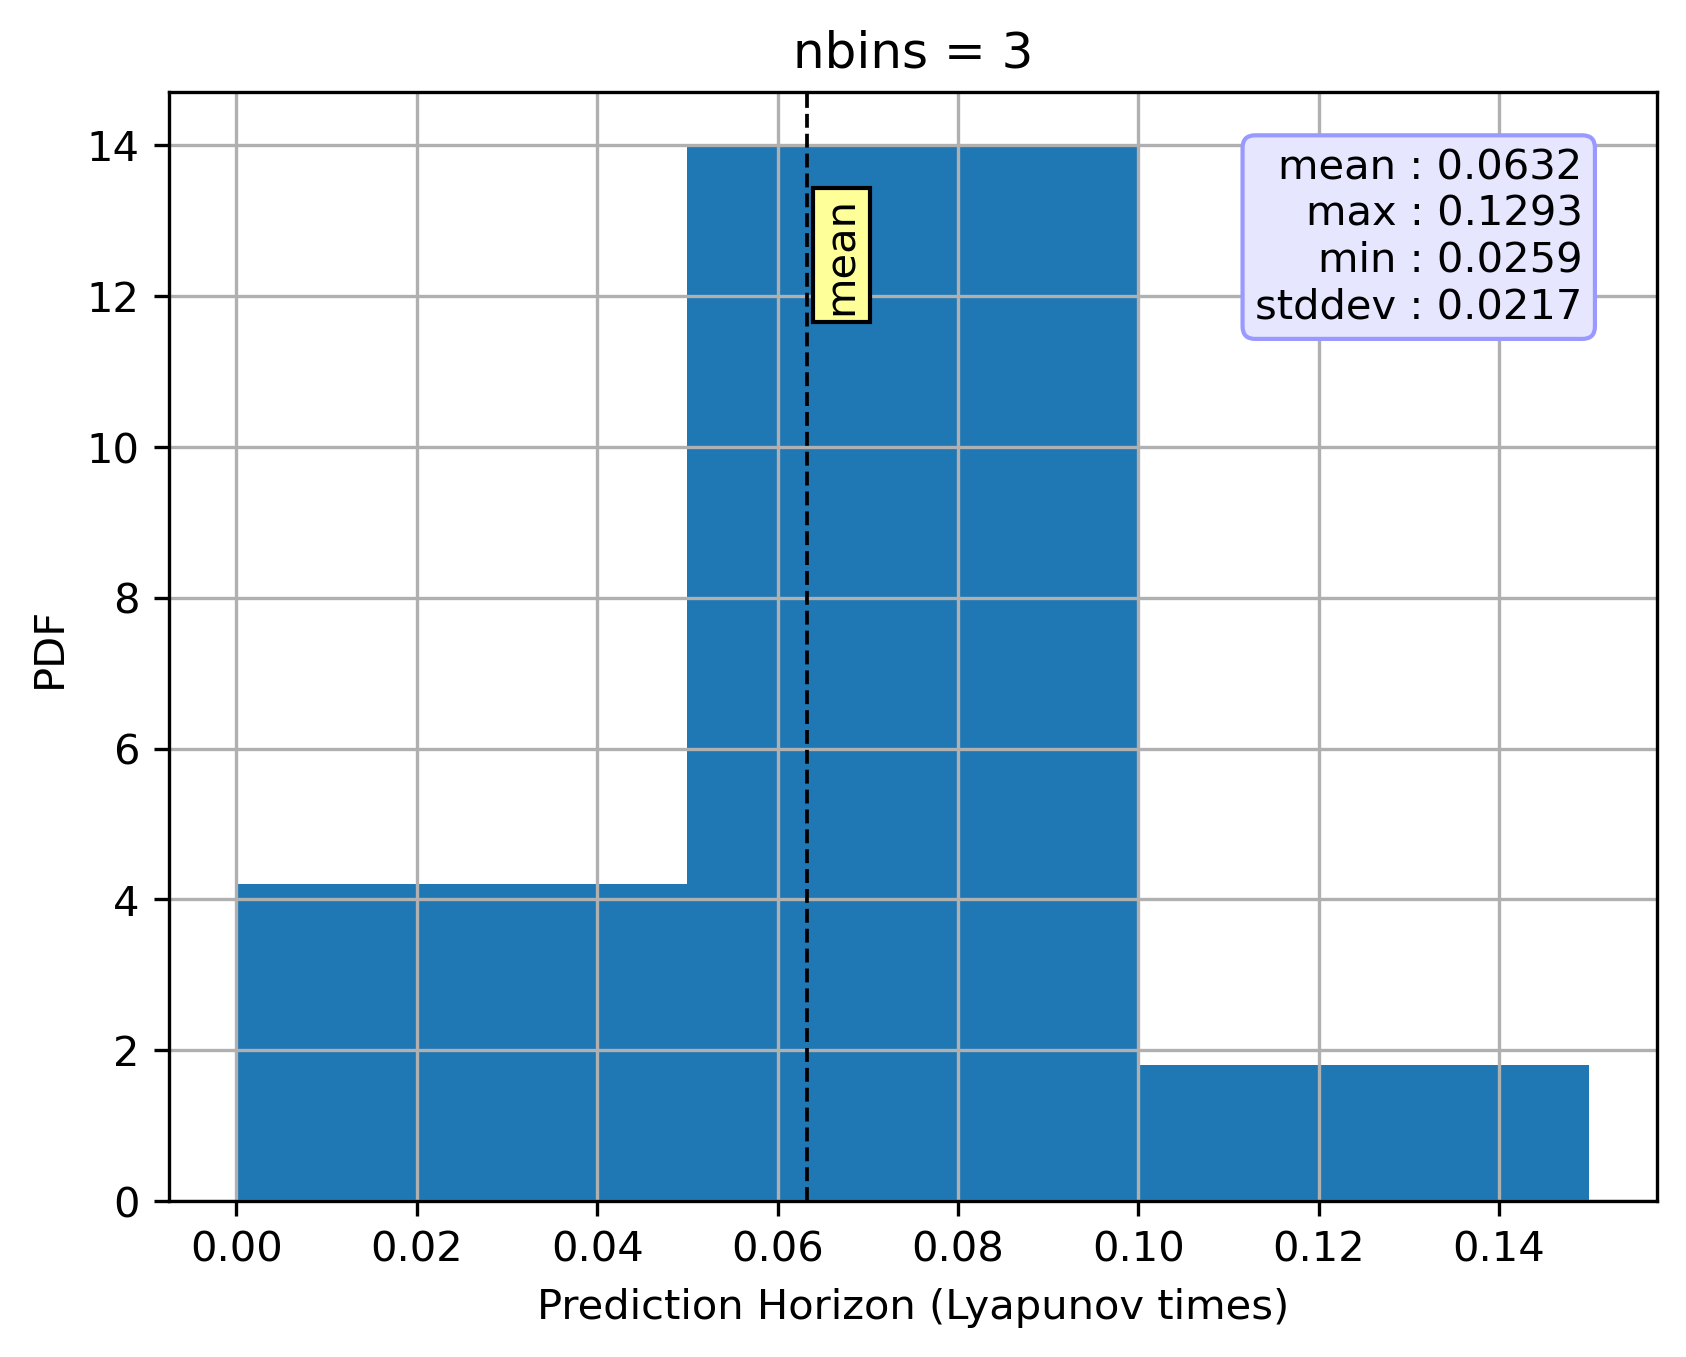 nbins = 3
14
12
10
8
6
4
2
0
PDF
mean
mean : 0.0632
max : 0.1293
min : 0.0259
stddev : 0.0217
0.00 0.02 0.04 0.06 0.08 0.10 0.12 0.14
Prediction Horizon (Lyapunov times)